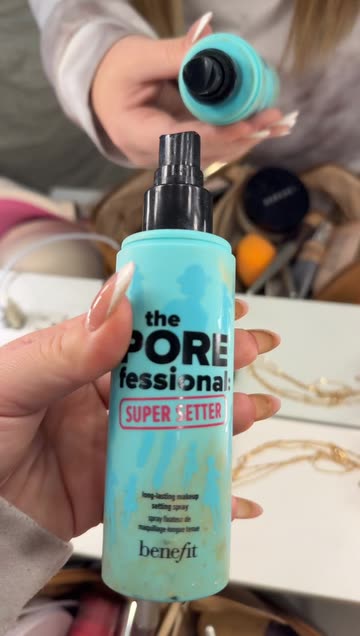 the
PORE
fessional:
SUPER SETTER
long-lasting makeup
setting spray
spray fixateur de
maquillage longue tenue
benefit